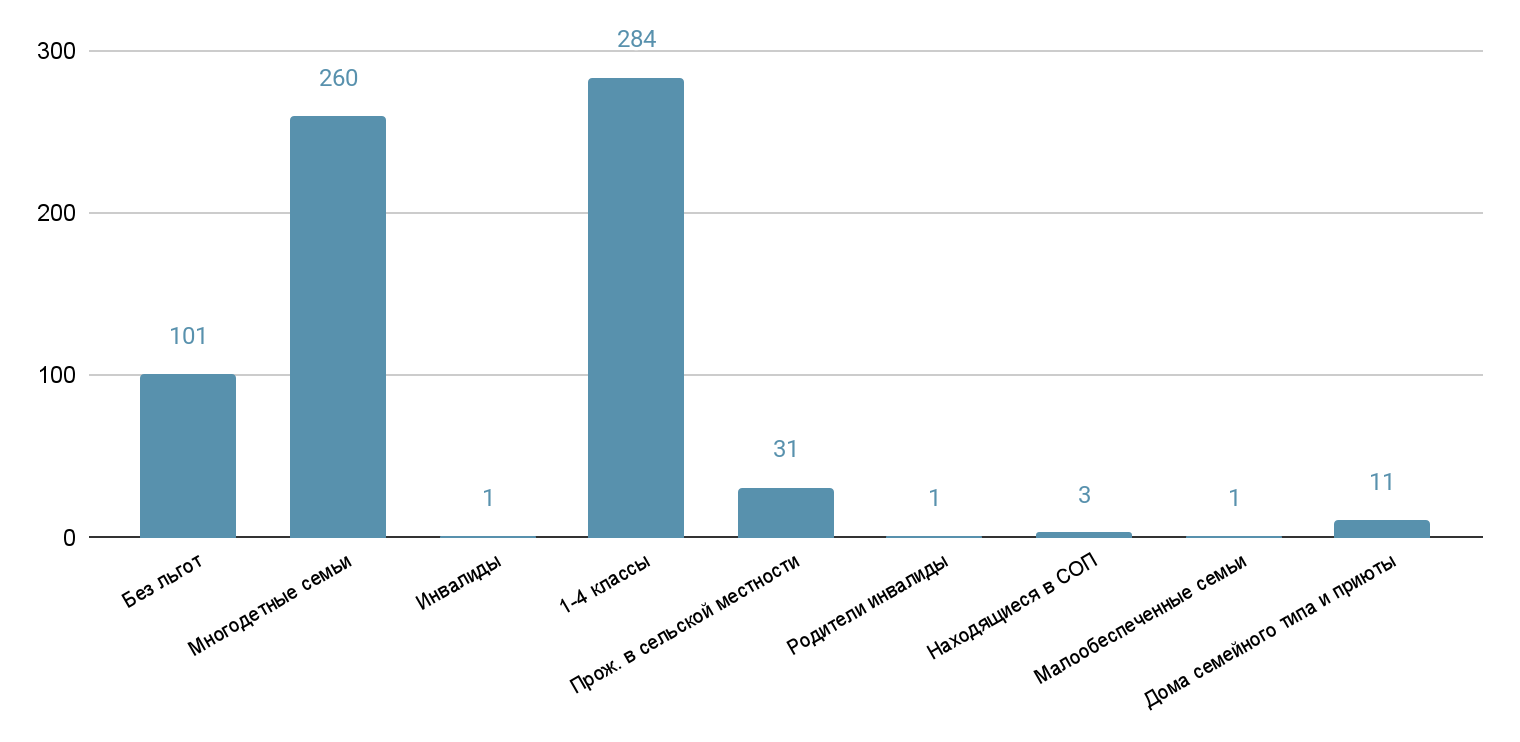 300
200
100
0
101
260
1
284
31
1
3
1
11
Без льгот
Многодетные семьи
Инвалиды
1-4 классы
Прож. в сельской местности
Родители инвалиды
Находящиеся в СОП
Малообеспеченные семьи
Дома семейного типа и приюты